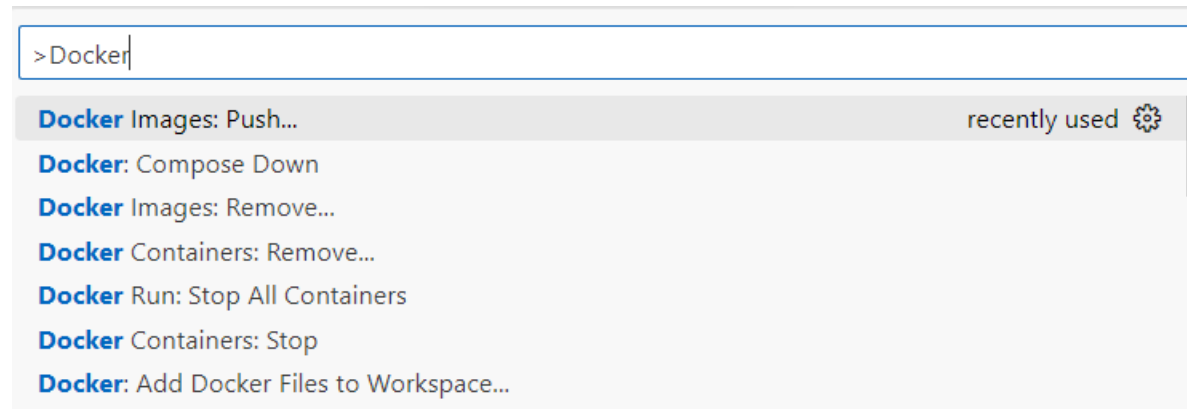 >Docker
Docker Images: Push... recently used
Docker: Compose Down
Docker Images: Remove...
Docker Containers: Remove...
Docker Run: Stop All Containers
Docker Containers: Stop
Docker: Add Docker Files to Workspace...